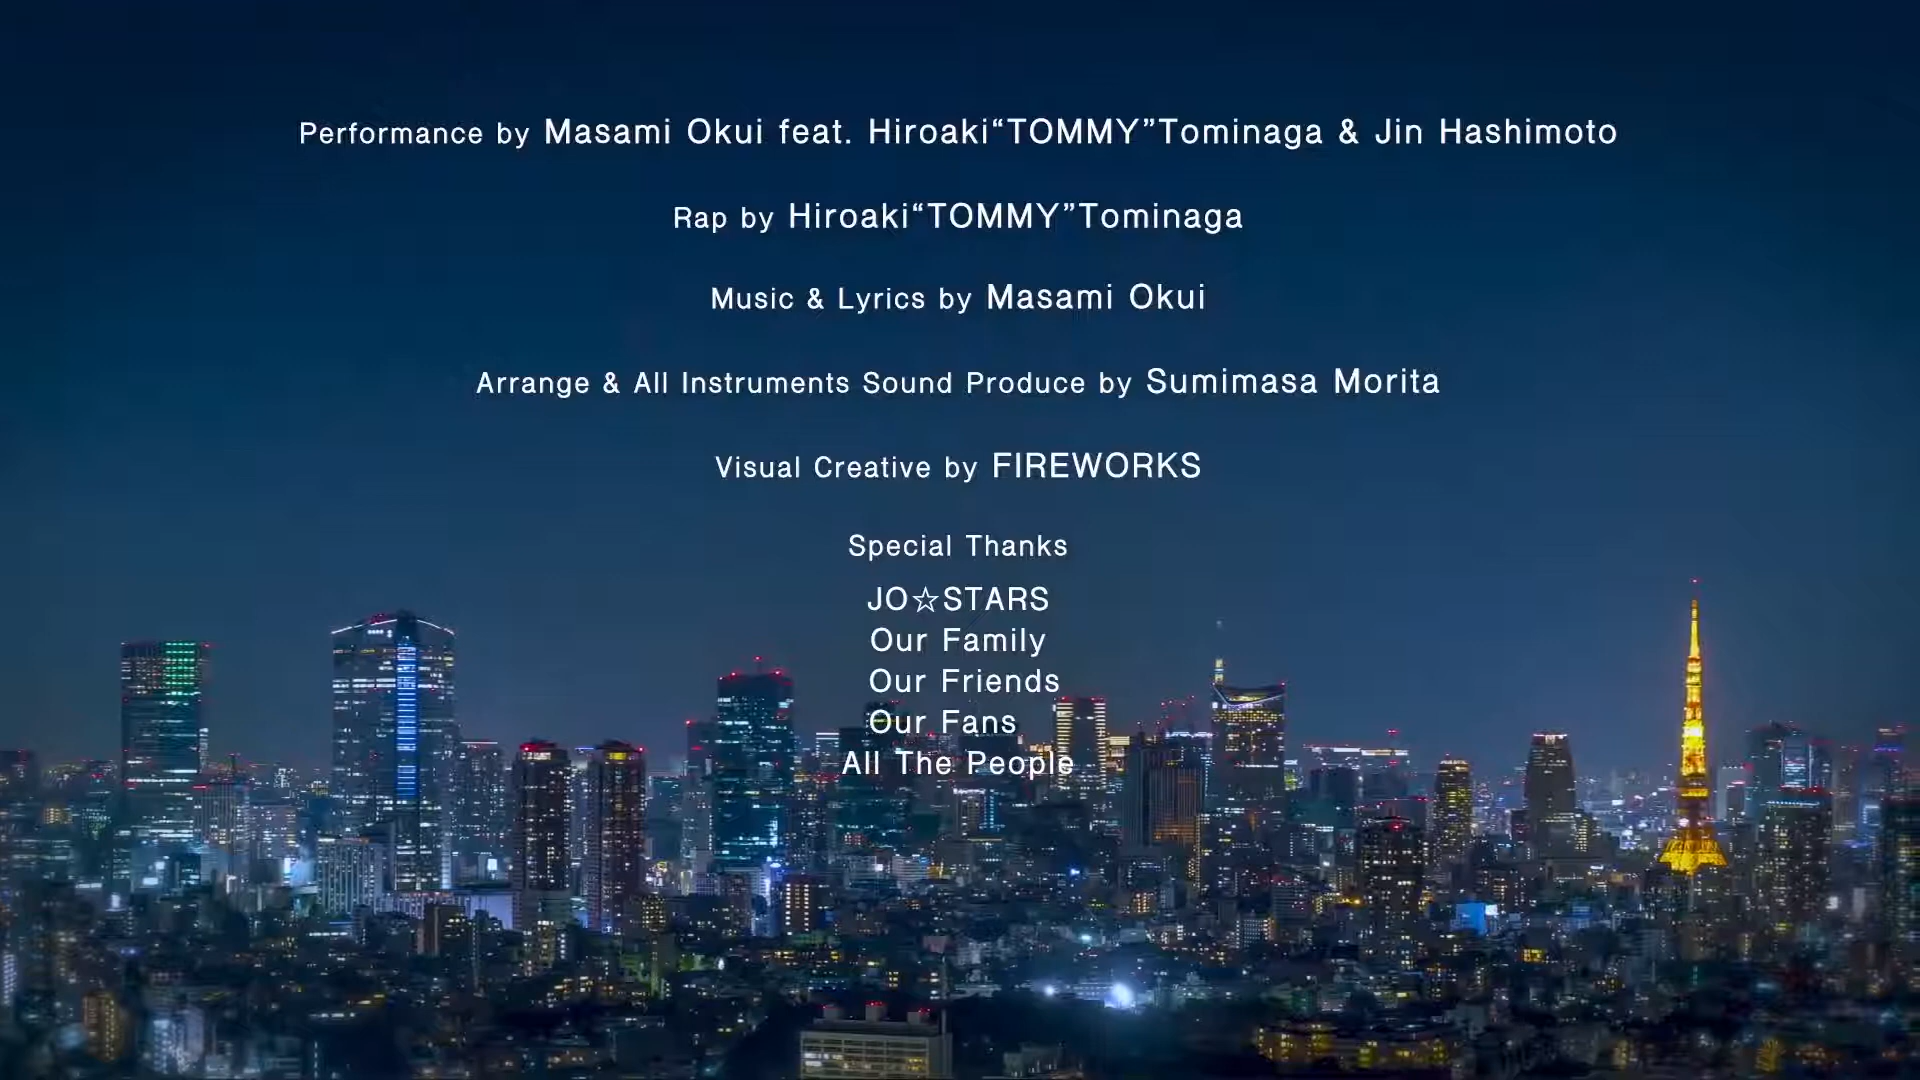 Performance by Masami Okui feat. Hiroaki“TOMMY”Tominaga & Jin Hashimoto
Rap by Hiroaki“TOMMY”Tominaga
Music & Lyrics by Masami Okui
Arrange & All Instruments Sound Produce by Sumimasa Morita
Visual Creative by FIREWORKS
Special Thanks
JO☆STARS
Our Family
Our Friends
Our Fans
All The People